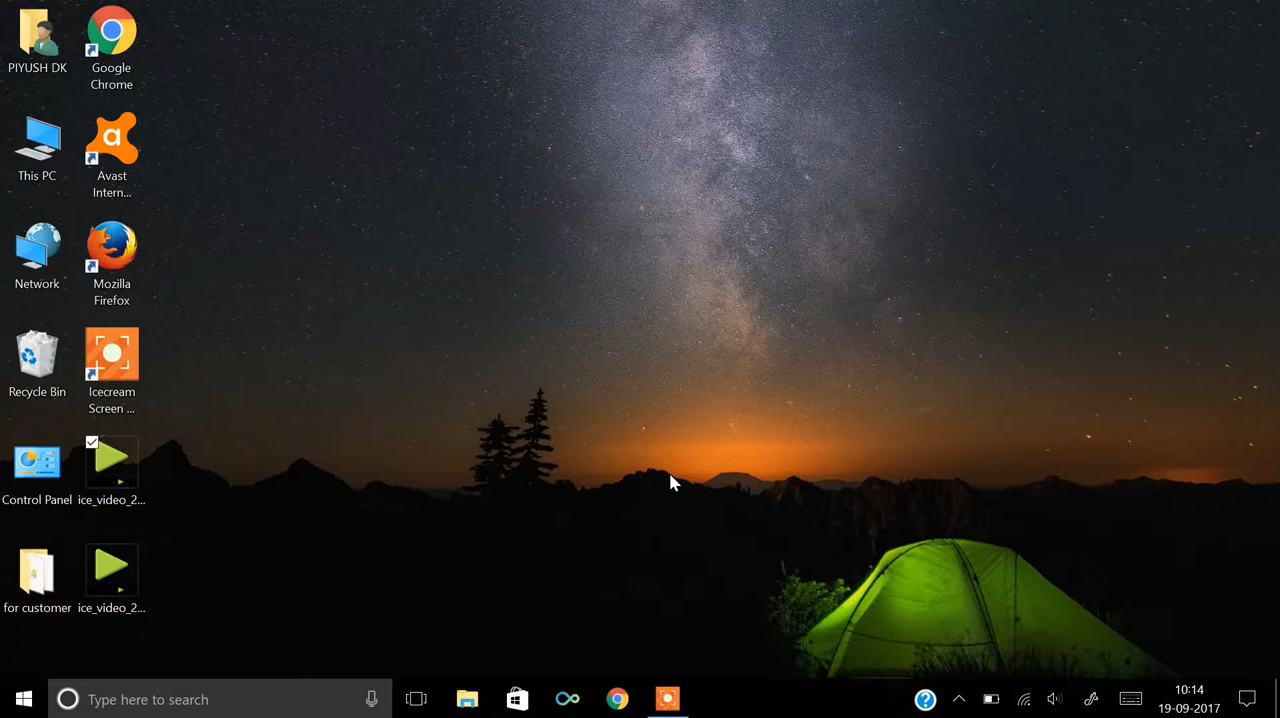 PIYUSH DK
Google
Chrome
This PC
Avast
Intern...
Network
Mozilla
Firefox
Recycle Bin
Icecream
Screen ...
Control Panel
ice_video_2...
for customer
ice_video_2...
Type here to search
10:14
19-09-2017